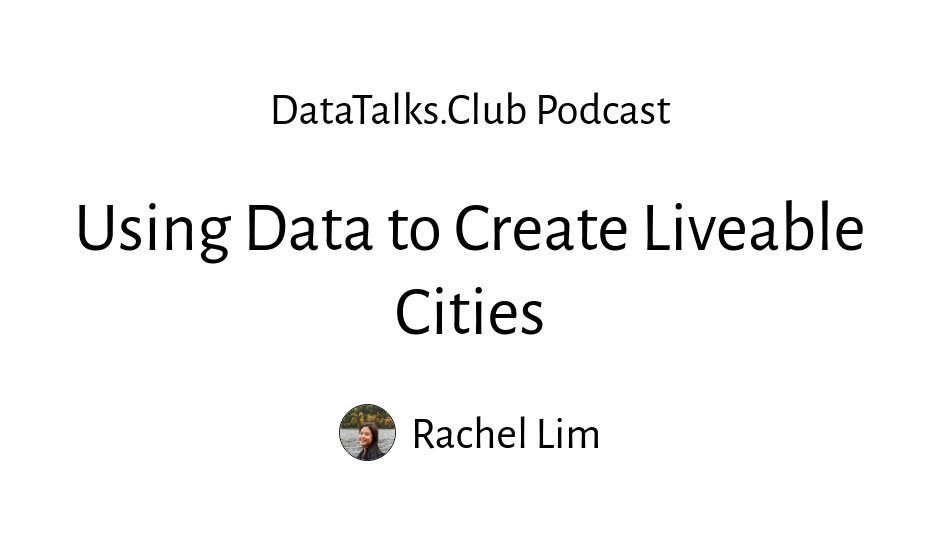 DataTalks.Club Podcast
Using Data to Create Liveable
Cities
Rachel Lim